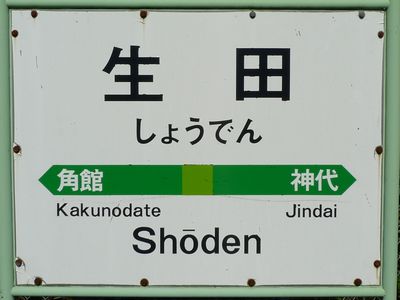 生田
しょうでん
角館 神代
Kakunodate Jindai
Shōden